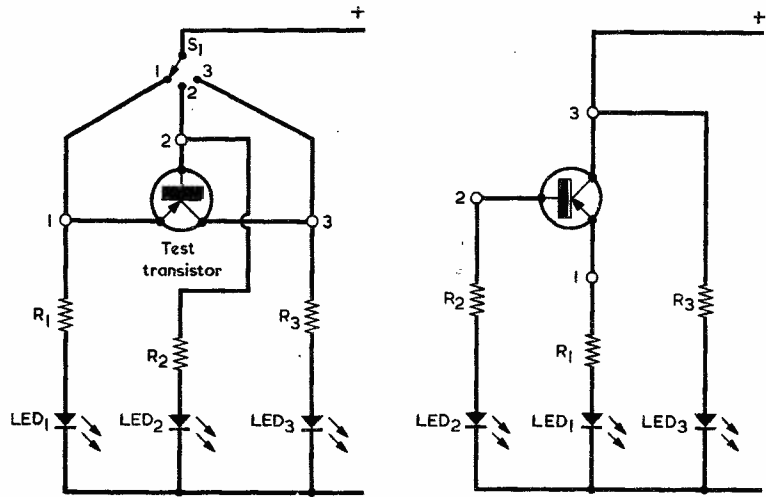 +
S1
1
3
2
2
1
3
Test
transistor
R1
R3
R2
LED1
LED2
LED3
+
3
2
1
R2
R3
R1
LED2
LED1
LED3